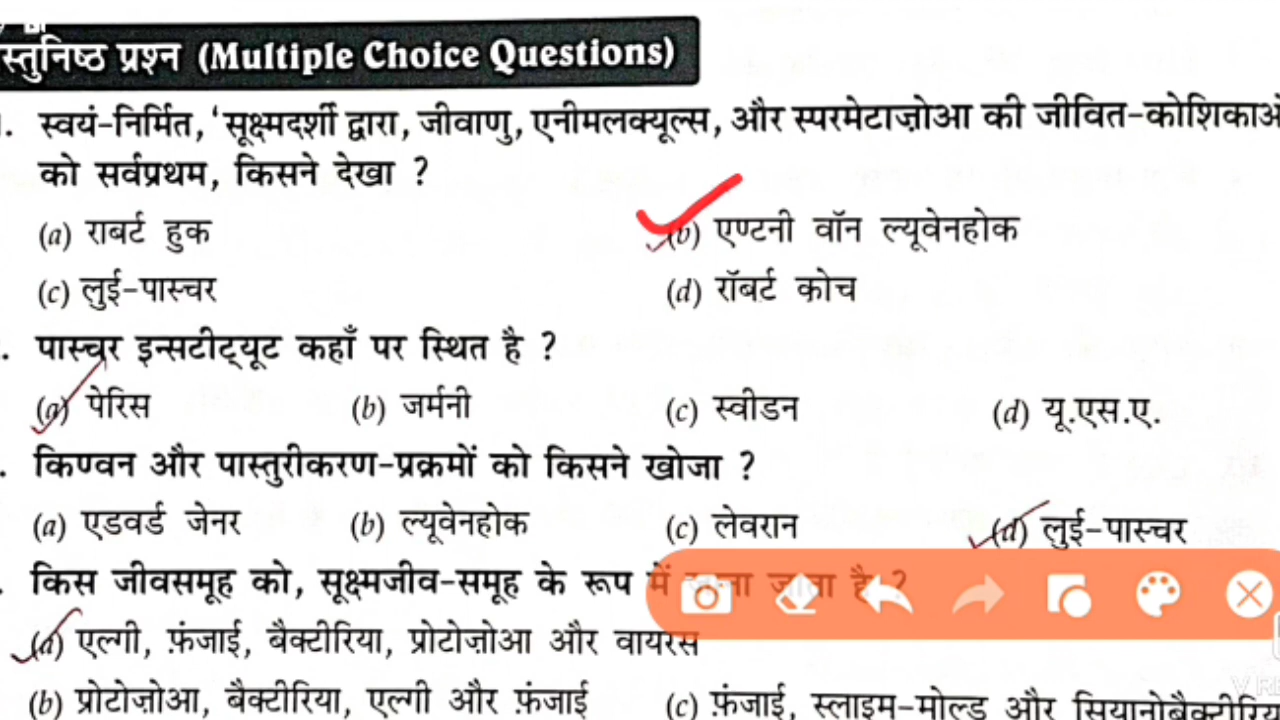 स्तुनिष्ठ प्रश्न (Multiple Choice Questions)
स्वयं-निर्मित, ‘सूक्ष्मदर्शी द्वारा, जीवाणु, एनीमलक्यूल्स, और स्परमेटाज़ोआ की जीवित-कोशिकाओ
को सर्वप्रथम, किसने देखा ?
(a) राबर्ट हुक (b) एण्टनी वॉन ल्यूवेनहोक
(c) लुई-पास्चर (d) रॉबर्ट कोच
पास्चर इन्सटीट्यूट कहाँ पर स्थित है ?
(a) पेरिस (b) जर्मनी (c) स्वीडन (d) यू.एस.ए.
किण्वन और पास्तुरीकरण-प्रक्रमों को किसने खोजा ?
(a) एडवर्ड जेनर (b) ल्यूवेनहोक (c) लेवरान (d) लुई-पास्चर
किस जीवसमूह को, सूक्ष्मजीव-समूह के रूप में जाता है ?
(a) एल्गी, फ़ंजाई, बैक्टीरिया, प्रोटोज़ोआ और वायरस
(b) प्रोटोज़ोआ, बैक्टीरिया, एल्गी और फ़ंजाई (c) फ़ंजाई, स्लाइम-मोल्ड और सियानोबैक्टीरिय